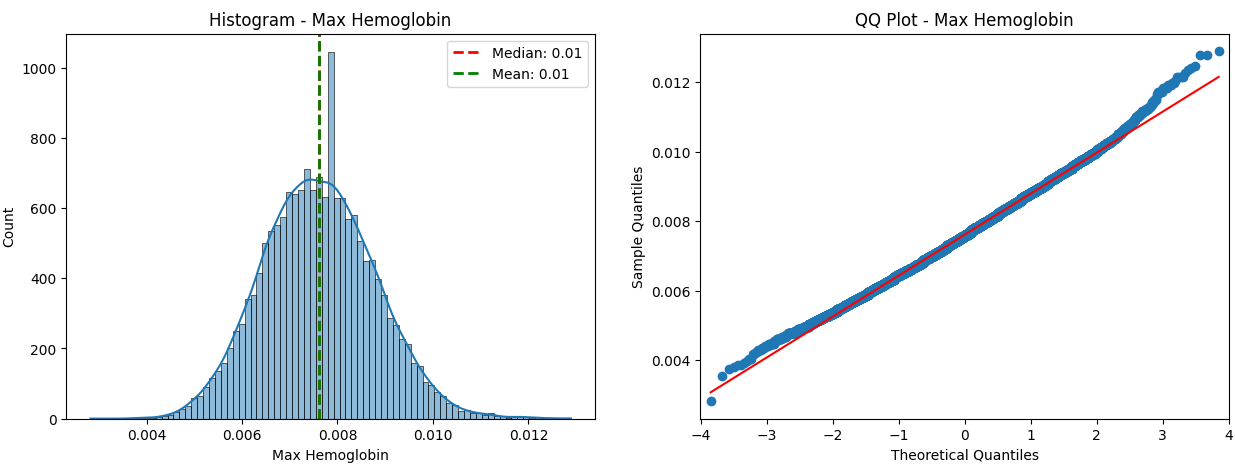 Histogram - Max Hemoglobin
Count
1000
800
600
400
200
0
Median: 0.01
Mean: 0.01
0.004 0.006 0.008 0.010 0.012
Max Hemoglobin
QQ Plot - Max Hemoglobin
Sample Quantiles
0.012
0.010
0.008
0.006
0.004
−4 −3 −2 −1 0 1 2 3 4
Theoretical Quantiles